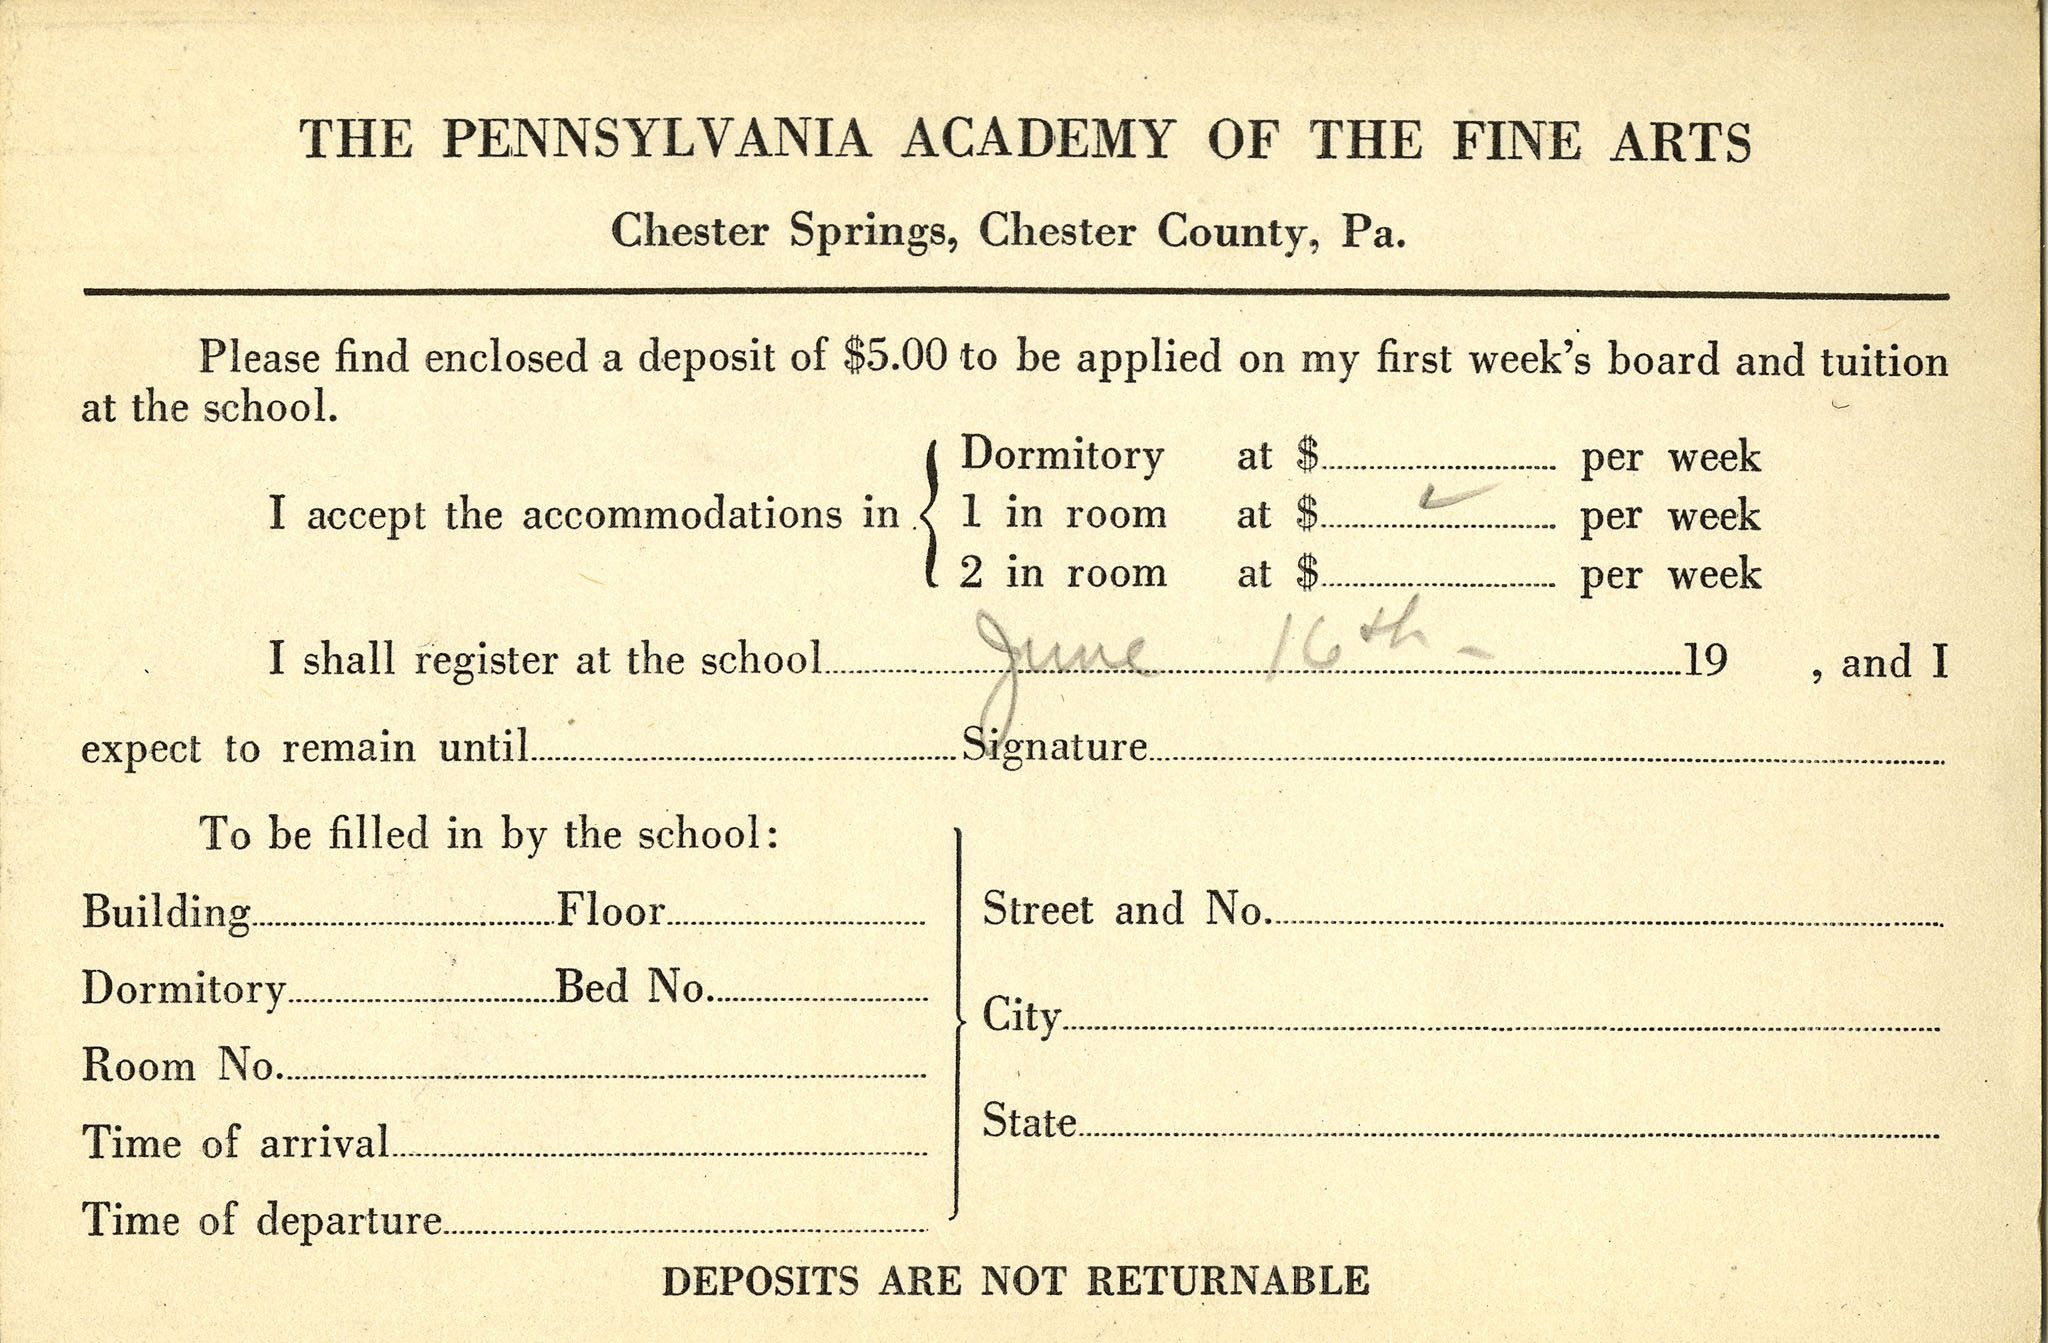 THE PENNSYLVANIA ACADEMY OF THE FINE ARTS
Chester Springs, Chester County, Pa.
Please find enclosed a deposit of $5.00 to be applied on my first week's board and tuition
at the school.
Dormitory at $ per week
I accept the accommodations in { 1 in room at $ ✓ per week
2 in room at $ per week
I shall register at the school June 16th - 19 , and I
expect to remain until Signature
To be filled in by the school:
Building Floor Street and No.
Dormitory Bed No.
City
Room No.
State
Time of arrival
Time of departure
DEPOSITS ARE NOT RETURNABLE